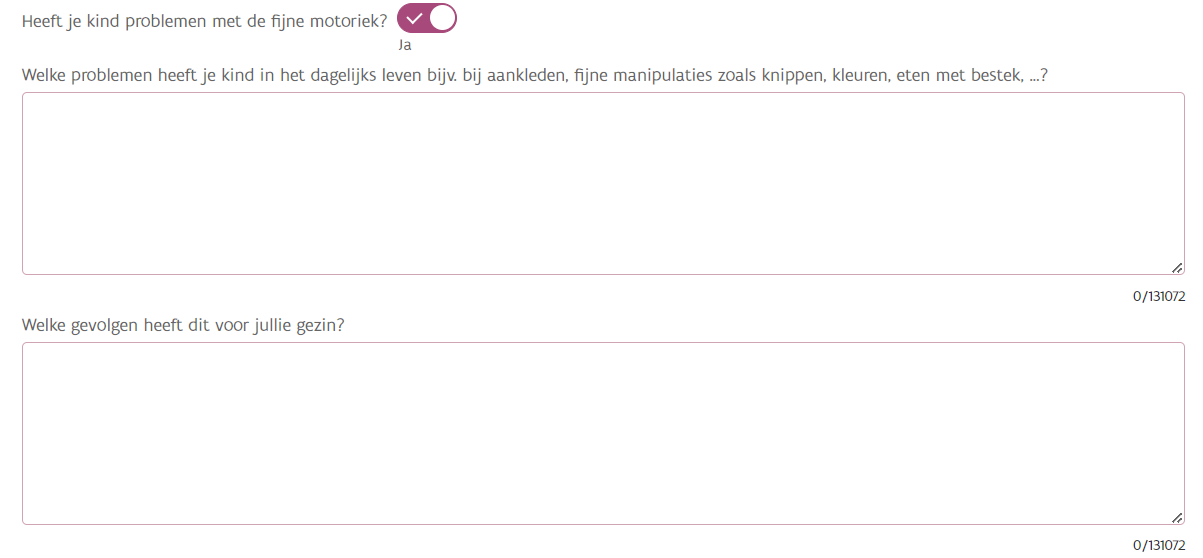 Heeft je kind problemen met de fijne motoriek?
Ja
Welke problemen heeft je kind in het dagelijks leven bijv. bij aankleden, fijne manipulaties zoals knippen, kleuren, eten met bestek, ...?
0/131072
Welke gevolgen heeft dit voor jullie gezin?
0/131072